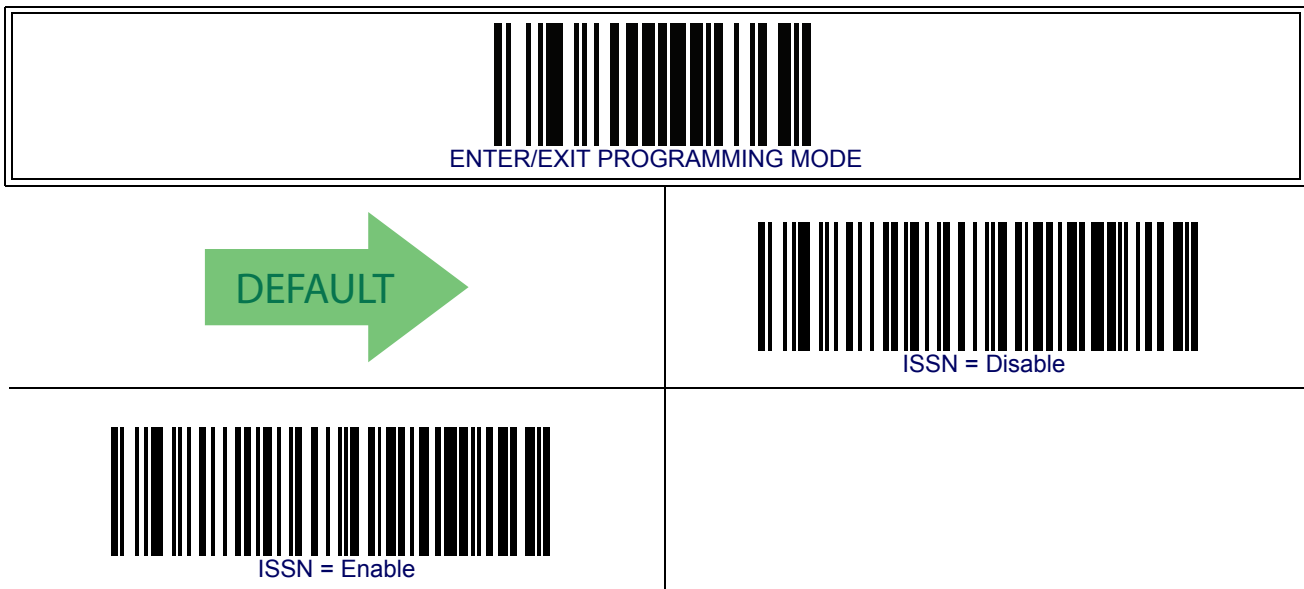 ENTER/EXIT PROGRAMMING MODE
DEFAULT
ISSN = Disable
ISSN = Enable